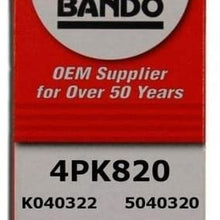 BANDO
OEM Supplier
for Over 50 Years
4PK820
K040322 5040320